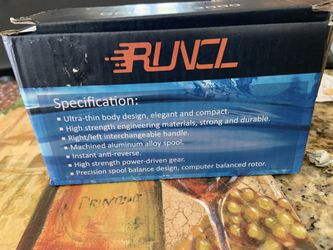 RUNCL
Specification:
• Ultra-thin body design, elegant and compact.
• High strength engineering materials, strong and durable.
• Right/left interchangeable handle.
• Machined aluminum alloy spool.
• Instant anti-reverse.
• High strength power-driven gear.
• Precision spool balance design, computer balanced rotor.